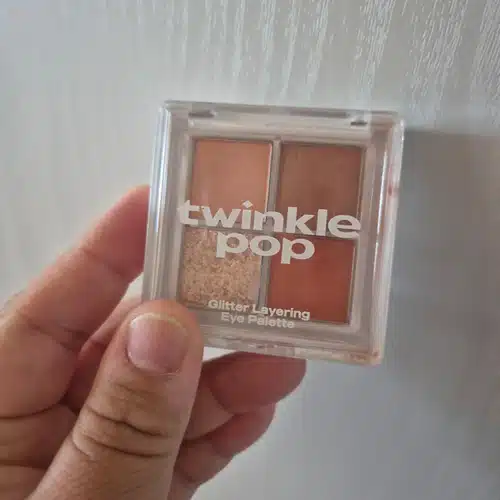 twinkle
pop
Glitter Layering
Eye Palette